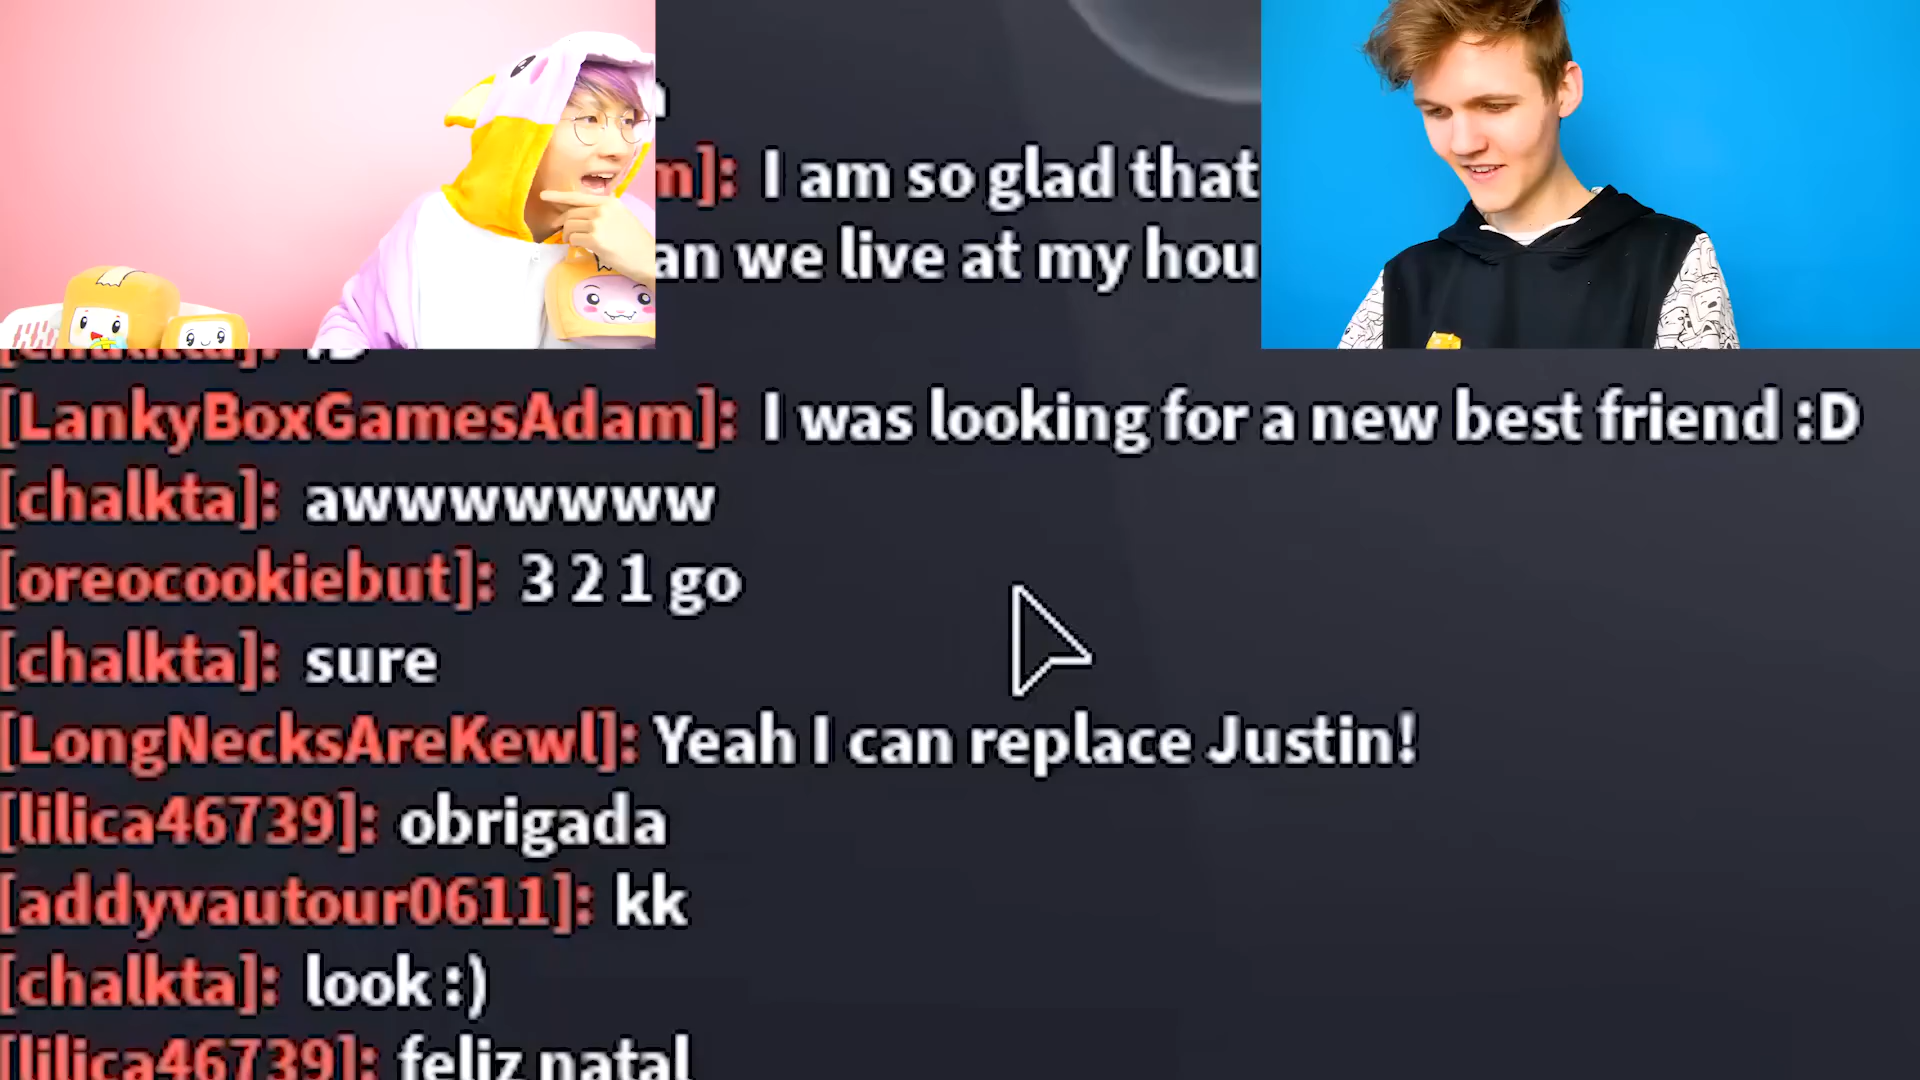 m]: I am so glad that
an we live at my hou
[LankyBoxGamesAdam]: I was looking for a new best friend :D
[chalkta]: awwwwwwww
[oreocookiebut]: 3 2 1 go
[chalkta]: sure
[LongNecksAreKewl]: Yeah I can replace Justin!
[lilica46739]: obrigada
[addyvautour0611]: kk
[chalkta]: look :)
[lilica46739]: feliz natal